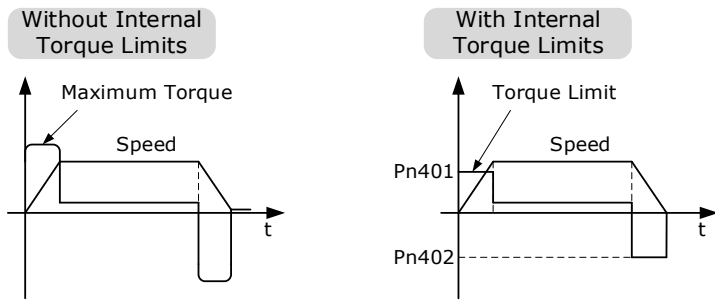 Without Internal
Torque Limits
Maximum Torque
Speed
t
With Internal
Torque Limits
Torque Limit
Speed
Pn401
t
Pn402